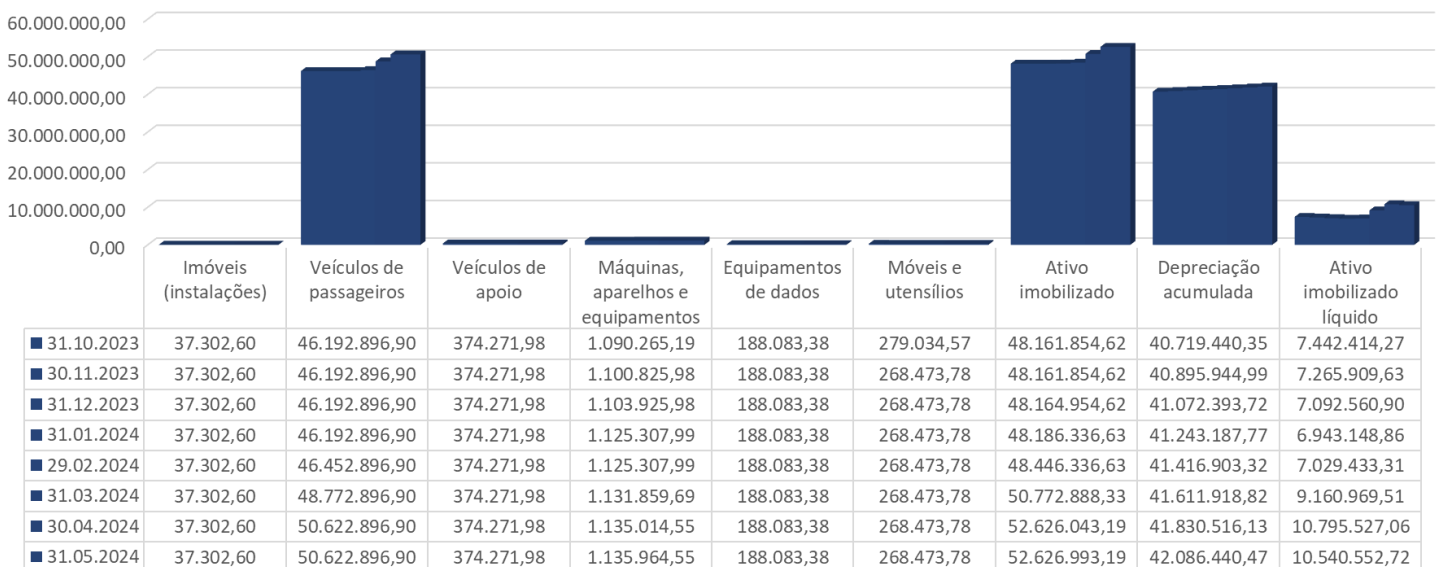 60.000.000,00
50.000.000,00
40.000.000,00
30.000.000,00
20.000.000,00
10.000.000,00
0,00
Imóveis (instalações)
Veículos de passageiros
Veículos de apoio
Máquinas, aparelhos e equipamentos
Equipamentos de dados
Móveis e utensílios
Ativo imobilizado
Depreciação acumulada
Ativo imobilizado líquido
31.10.2023 37.302,60 46.192.896,90 374.271,98 1.090.265,19 188.083,38 279.034,57 48.161.854,62 40.719.440,35 7.442.414,27
30.11.2023 37.302,60 46.192.896,90 374.271,98 1.100.825,98 188.083,38 268.473,78 48.161.854,62 40.895.944,99 7.265.909,63
31.12.2023 37.302,60 46.192.896,90 374.271,98 1.103.925,98 188.083,38 268.473,78 48.164.954,62 41.072.393,72 7.092.560,90
31.01.2024 37.302,60 46.192.896,90 374.271,98 1.125.307,99 188.083,38 268.473,78 48.186.336,63 41.243.187,77 6.943.148,86
29.02.2024 37.302,60 46.452.896,90 374.271,98 1.125.307,99 188.083,38 268.473,78 48.446.336,63 41.416.903,32 7.029.433,31
31.03.2024 37.302,60 48.772.896,90 374.271,98 1.131.859,69 188.083,38 268.473,78 50.772.888,33 41.611.918,82 9.160.969,51
30.04.2024 37.302,60 50.622.896,90 374.271,98 1.135.014,55 188.083,38 268.473,78 52.626.043,19 41.830.516,13 10.795.527,06
31.05.2024 37.302,60 50.622.896,90 374.271,98 1.135.964,55 188.083,38 268.473,78 52.626.993,19 42.086.440,47 10.540.552,72